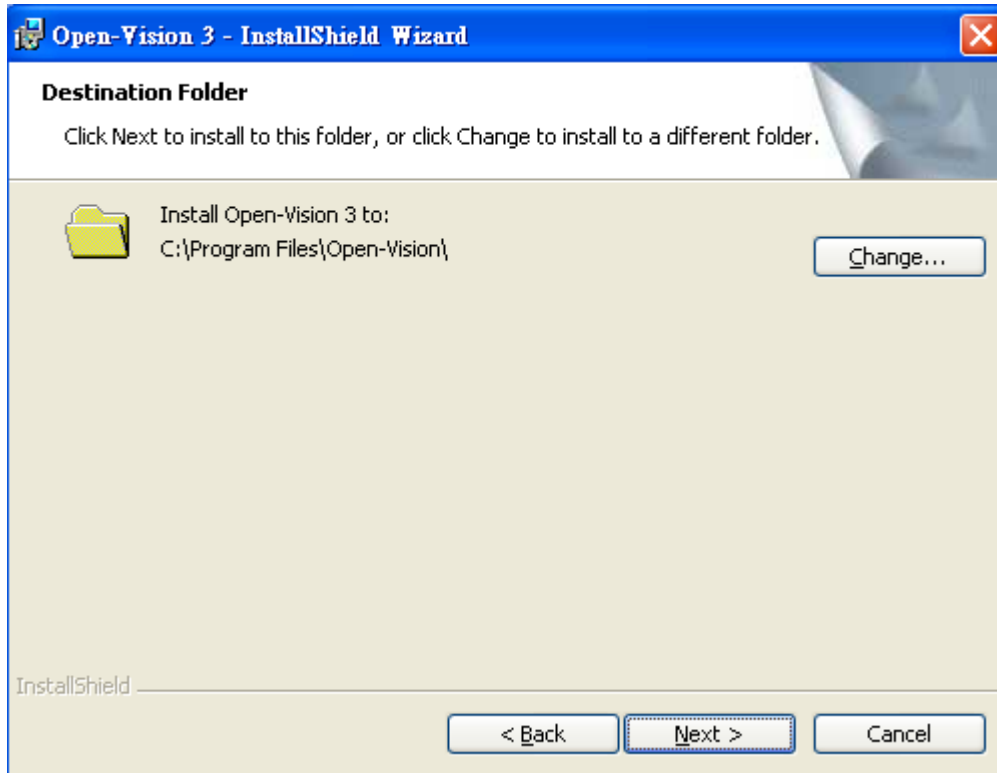 Open-Vision 3 - InstallShield Wizard
Destination Folder
Click Next to install to this folder, or click Change to install to a different folder.
Install Open-Vision 3 to:
C:\Program Files\Open-Vision\
Change...
InstallShield
< Back
Next >
Cancel